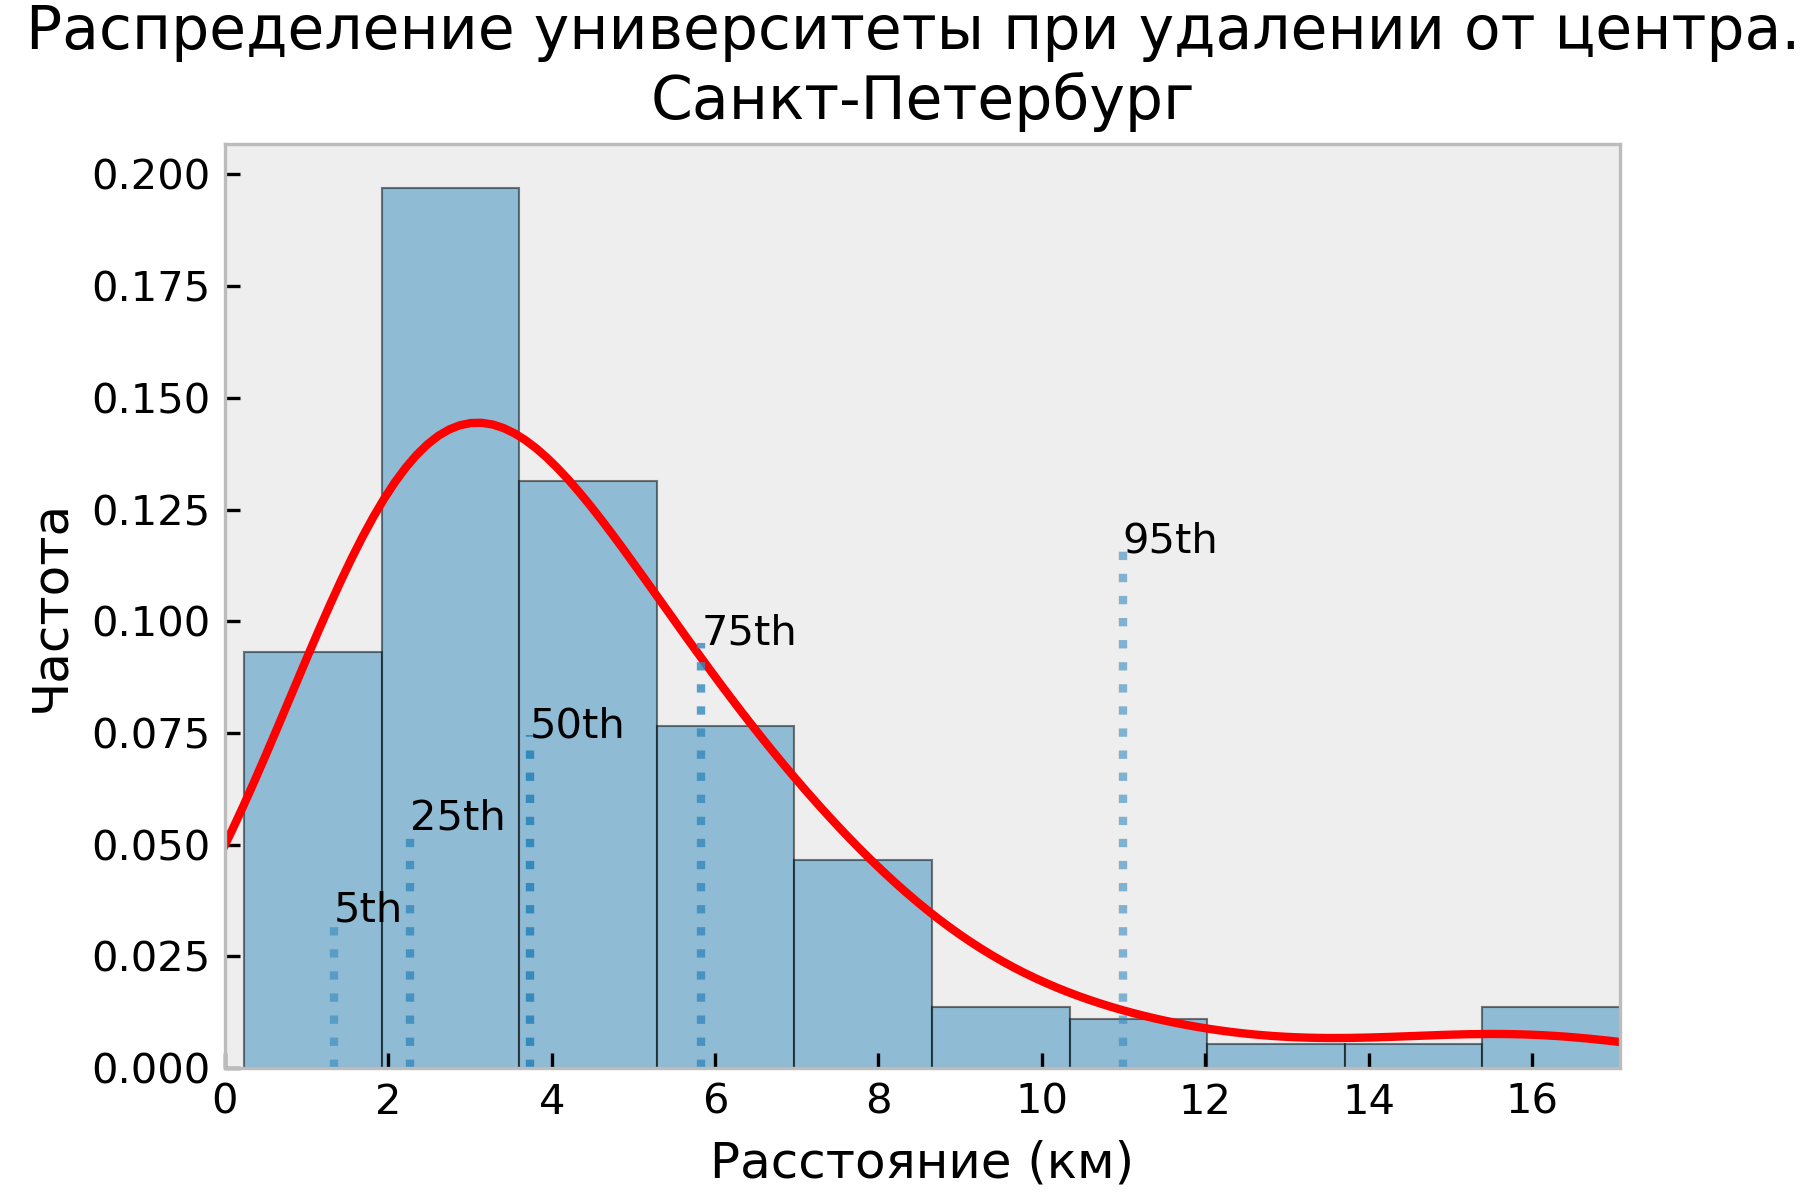 Распределение университеты при удалении от центра.
Санкт-Петербург
0.200
0.175
0.150
0.125
0.100
0.075
0.050
0.025
0.000
Частота
95th
75th
50th
25th
5th
0 2 4 6 8 10 12 14 16
Расстояние (км)